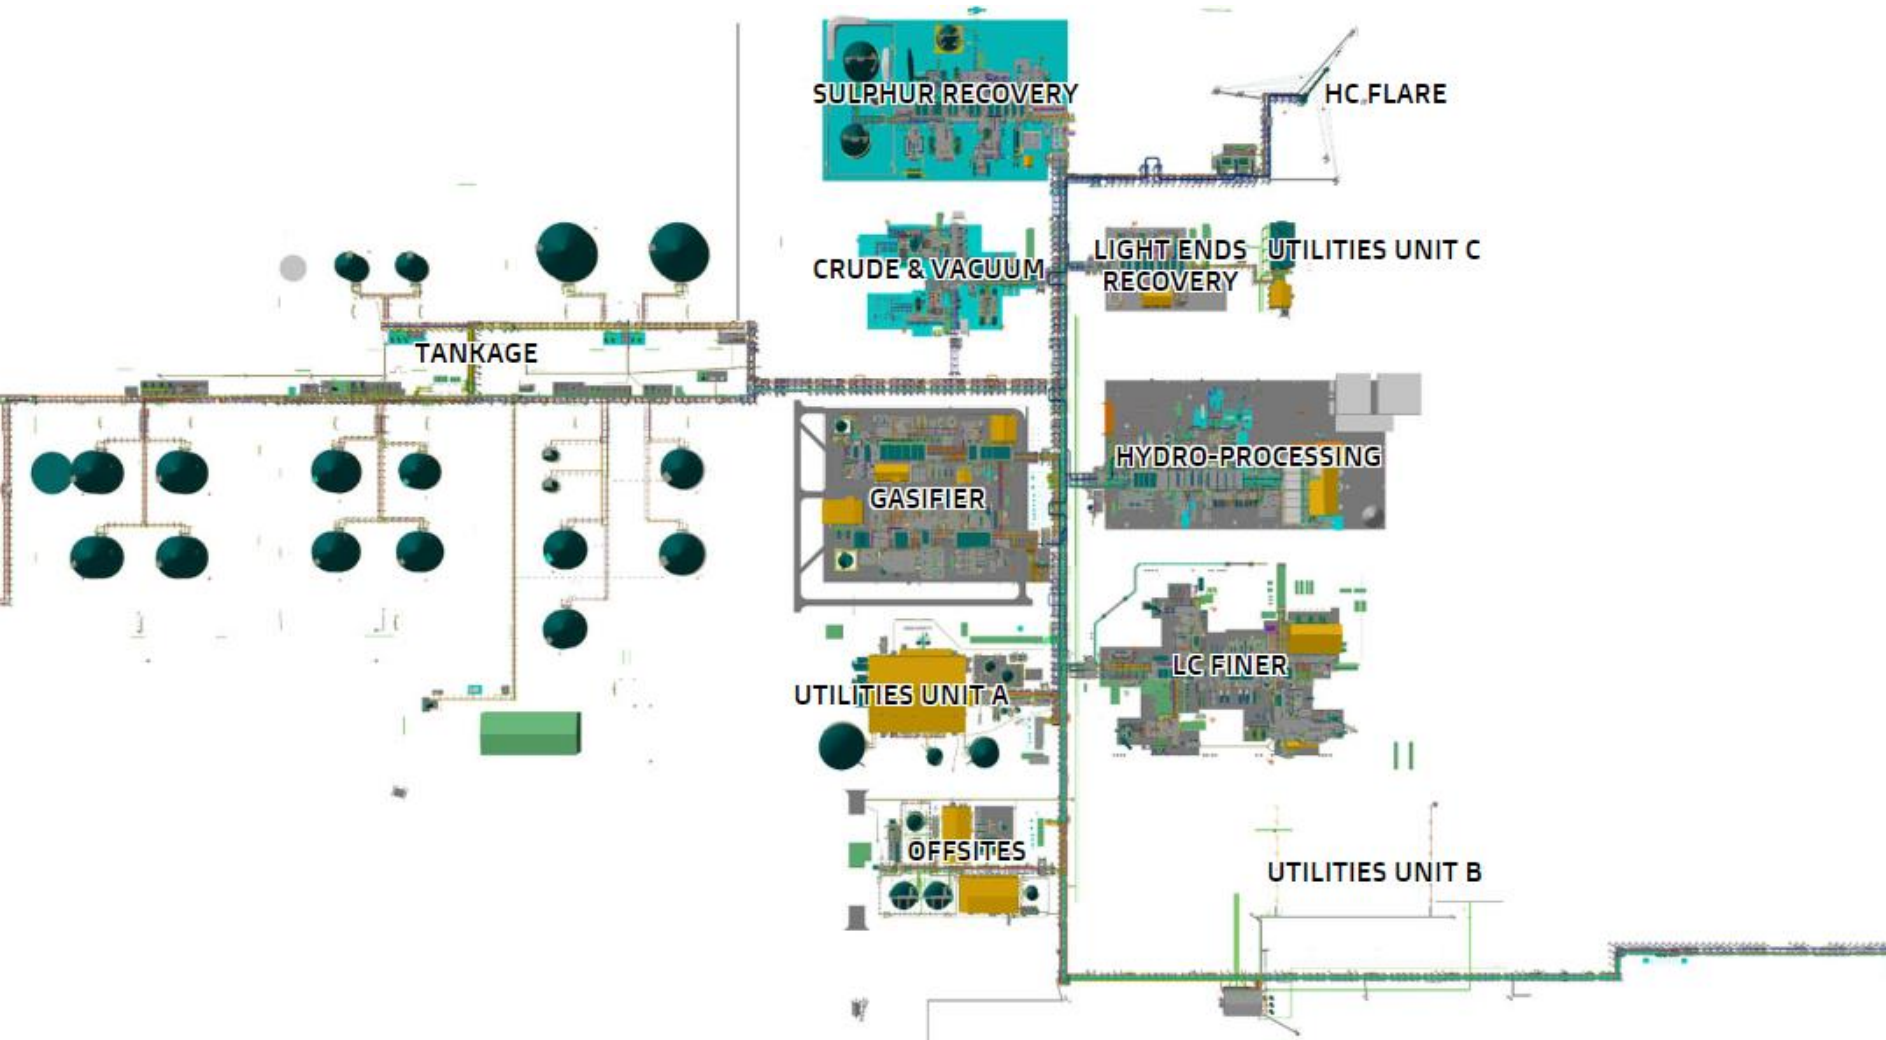 SULPHUR RECOVERY
HC FLARE
CRUDE & VACUUM
LIGHT ENDS
RECOVERY
UTILITIES UNIT C
TANKAGE
HYDRO-PROCESSING
GASIFIER
LC FINER
UTILITIES UNIT A
OFFSITES
UTILITIES UNIT B